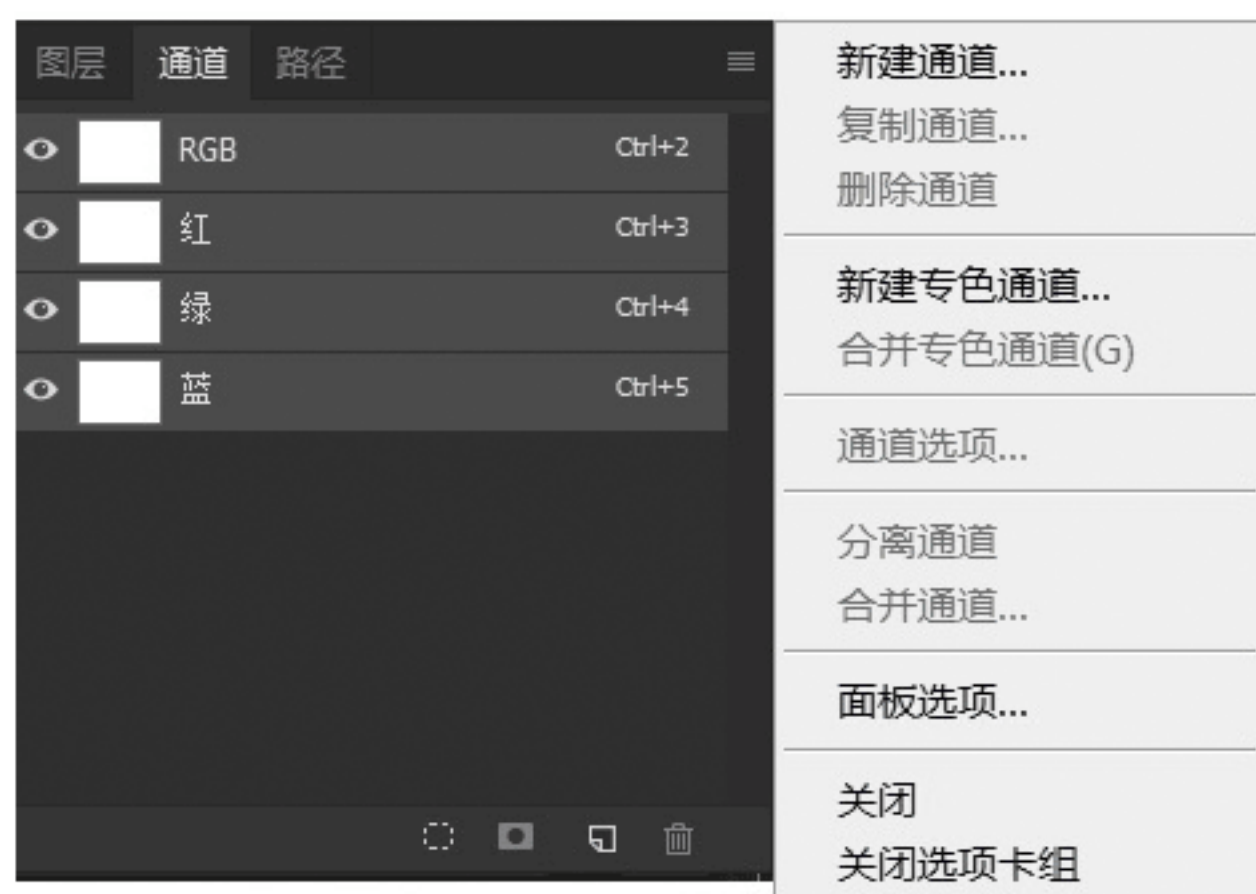 图层 通道 路径
RGB Ctrl+2
红 Ctrl+3
绿 Ctrl+4
蓝 Ctrl+5
新建通道...
复制通道...
删除通道
新建专色通道...
合并专色通道(G)
通道选项...
分离通道
合并通道...
面板选项...
关闭
关闭选项卡组